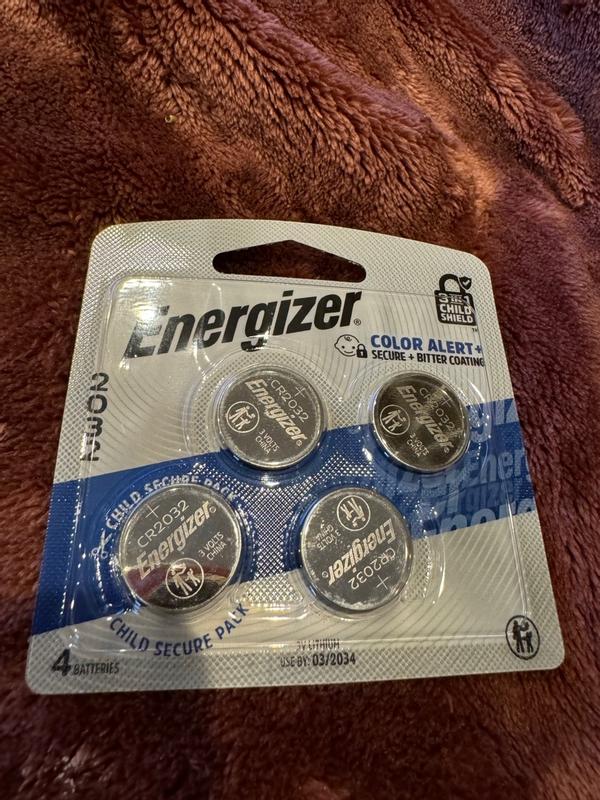 Energizer®
3 IN 1
CHILD
SHIELD™
COLOR ALERT+
SECURE + BITTER COATING
2032
CR2032
Energizer®
3 VOLTS
CHINA
CR2032
Energizer®
3 VOLTS
CHINA
CHILD SECURE PACK
CR2032
Energizer®
3 VOLTS
CHINA
CR2032
Energizer®
3 VOLTS
CHINA
CHILD SECURE PACK
3V LITHIUM
USE BY: 03/2034
4 BATTERIES